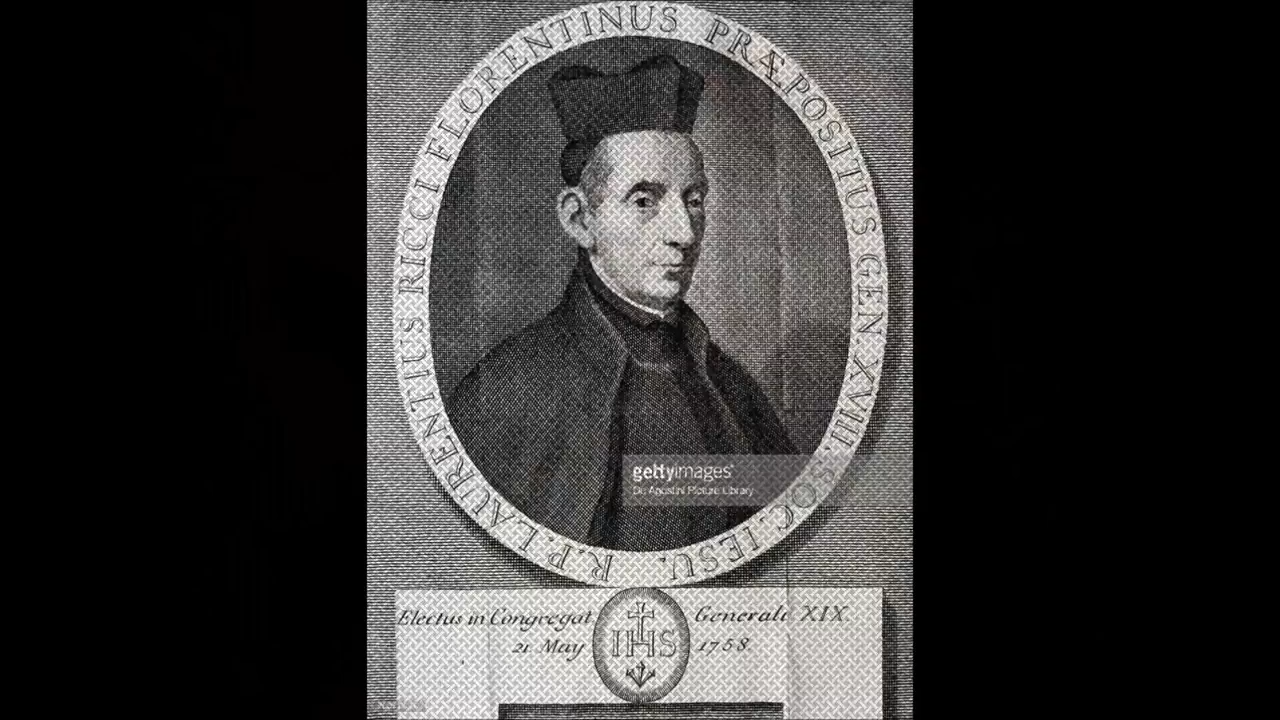 R.P. LAURENTIUS RICCI FLORENTINUS PRÆPOSITUS GEN. XVIII. SOC. IESU.
gettyimages®
De Agostini Picture Library
Electus in Congregat. Generali XIX
21 May 1758
IHS